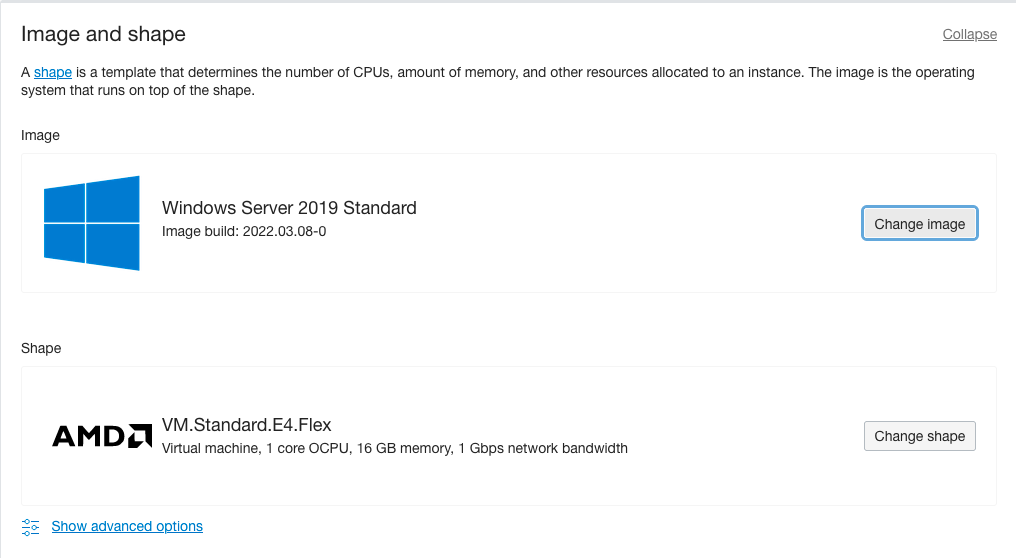 Image and shape
Collapse
A shape is a template that determines the number of CPUs, amount of memory, and other resources allocated to an instance. The image is the operating
system that runs on top of the shape.
Image
Windows Server 2019 Standard
Image build: 2022.03.08-0
Change image
Shape
AMD
VM.Standard.E4.Flex
Virtual machine, 1 core OCPU, 16 GB memory, 1 Gbps network bandwidth
Change shape
Show advanced options